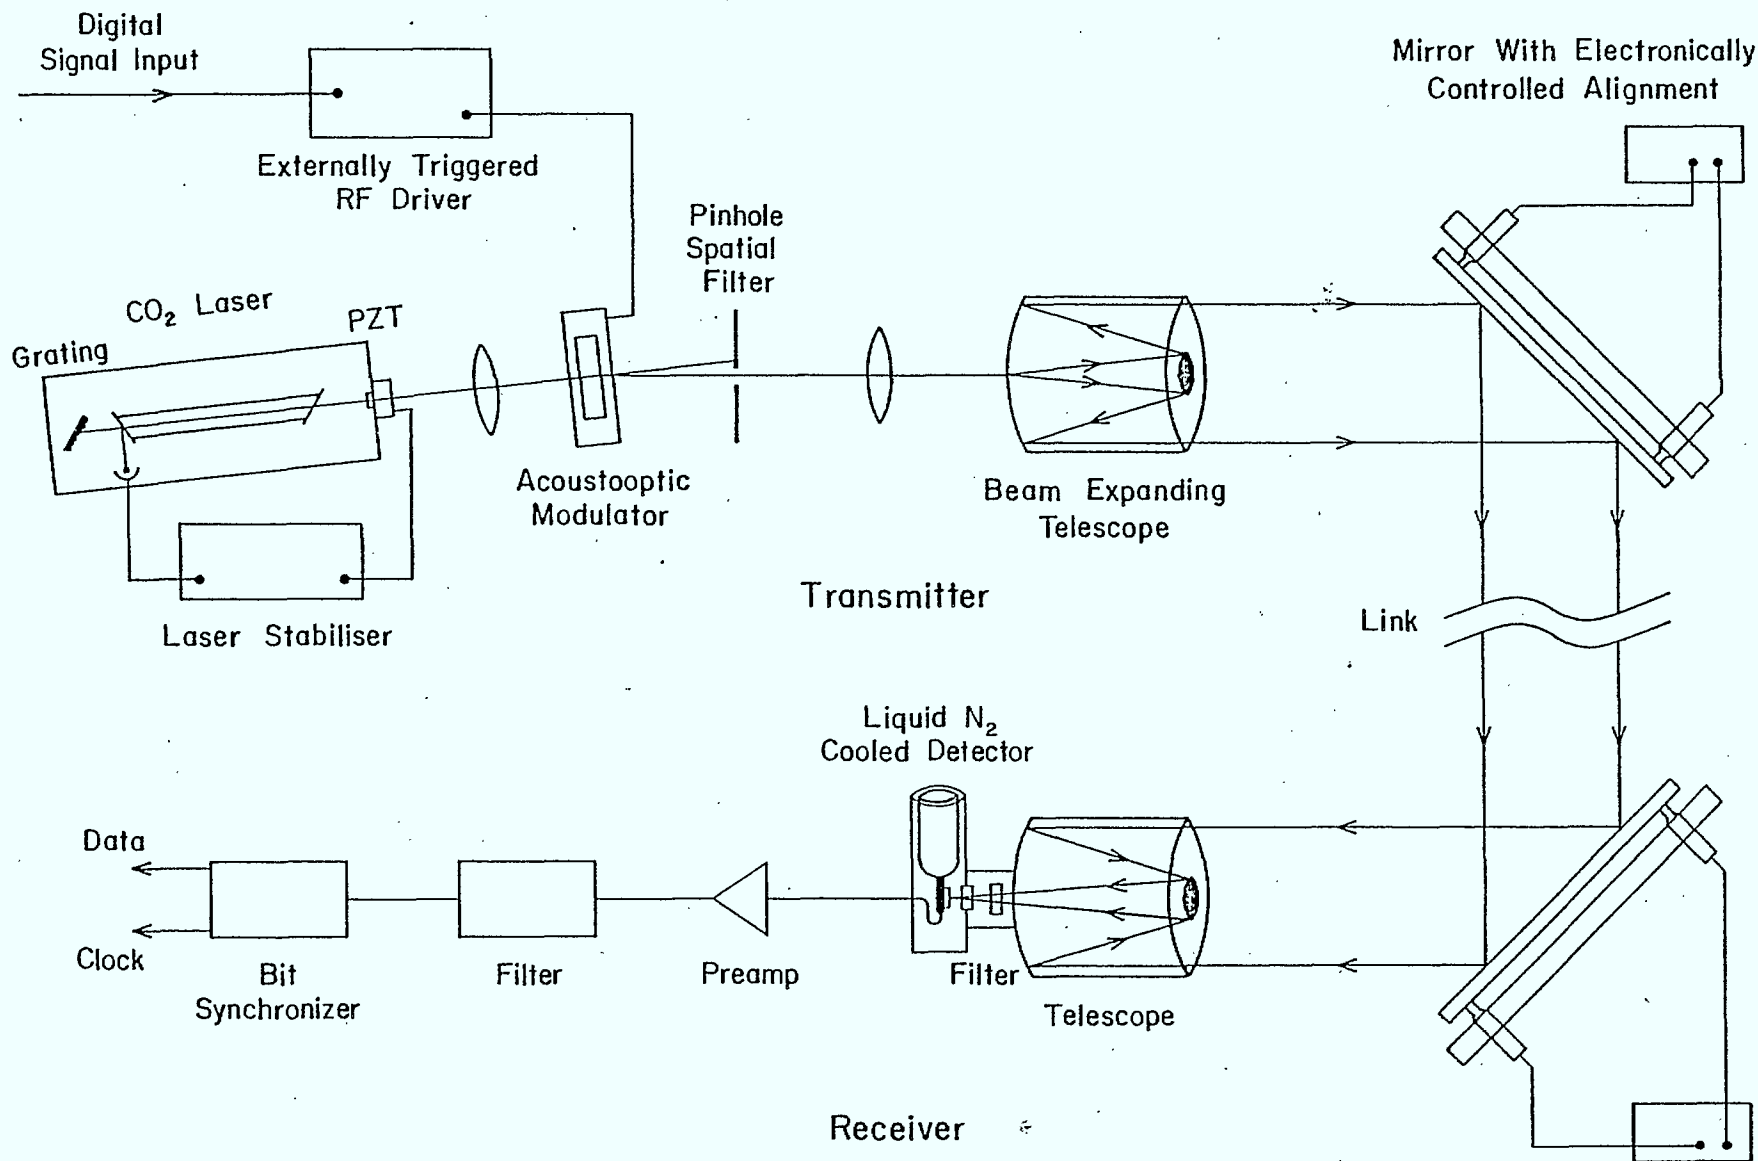 Digital
Signal Input
Mirror With Electronically
Controlled Alignment
Externally Triggered
RF Driver
Pinhole
Spatial
Filter
CO₂ Laser
PZT
Grating
Acoustooptic
Modulator
Beam Expanding
Telescope
Transmitter
Laser Stabiliser
Link
Liquid N₂
Cooled Detector
Data
Clock
Bit
Synchronizer
Filter
Preamp
Filter
Telescope
Receiver